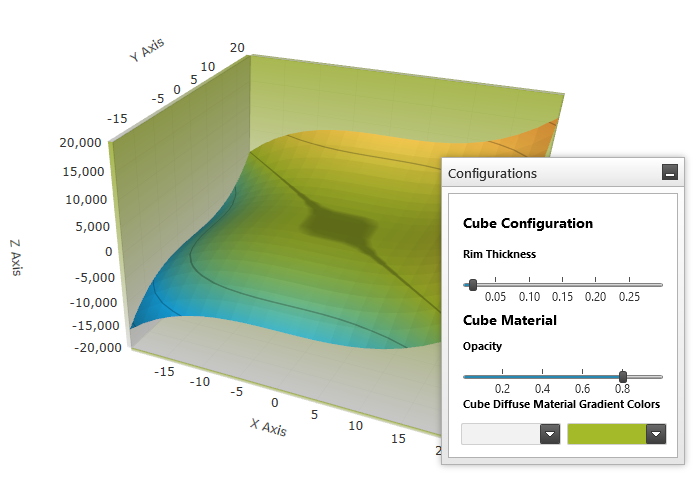 Y Axis
20
10
5
0
-5
-15
20,000
15,000
10,000
5,000
0
-5,000
-10,000
-15,000
-20,000
Z Axis
-15
-10
-5
0
5
10
15
X Axis
Configurations
Cube Configuration
Rim Thickness
0.05 0.10 0.15 0.20 0.25
Cube Material
Opacity
0.2 0.4 0.6 0.8
Cube Diffuse Material Gradient Colors